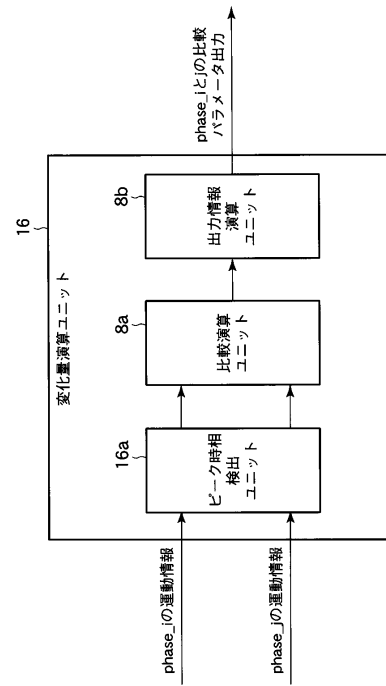 16
変化量演算ユニット
phase_iの運動情報
phase_jの運動情報
16a
ピーク時相
検出
ユニット
8a
比較演算
ユニット
8b
出力情報
演算
ユニット
phase_iとjの比較
パラメータ出力